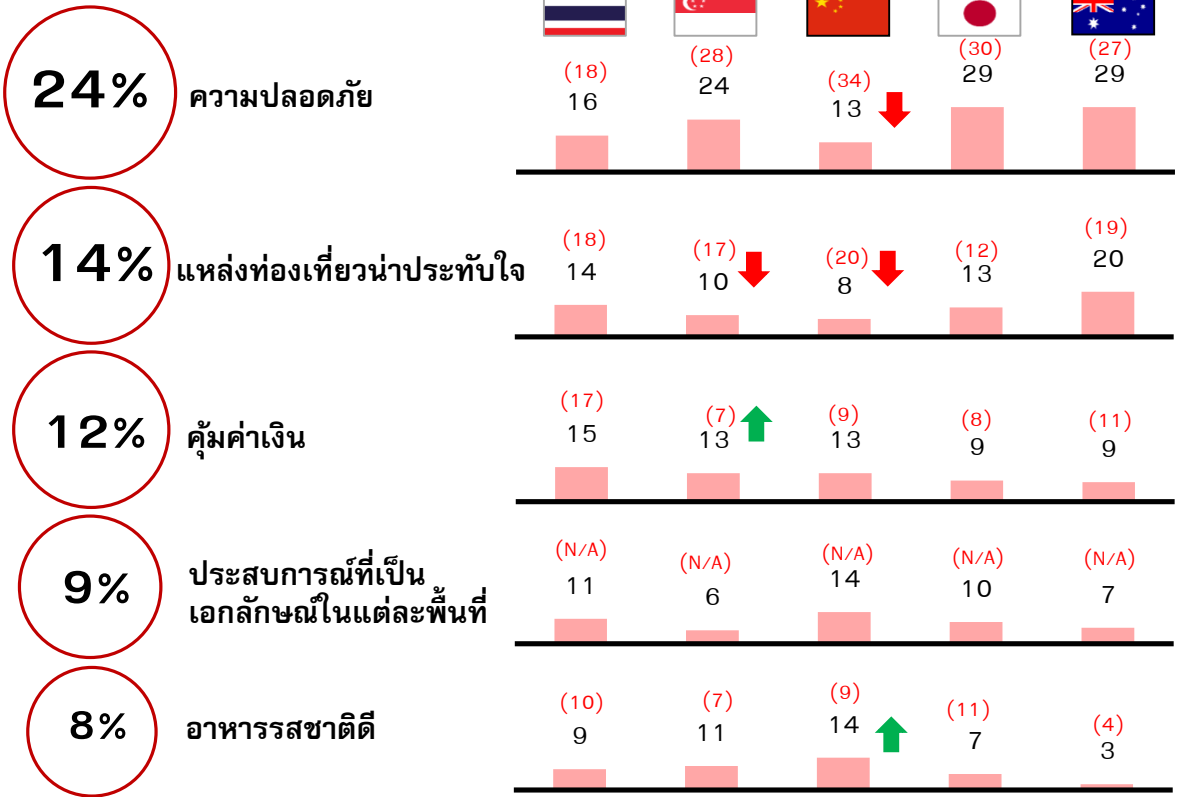 24%
ความปลอดภัย
(18) (28) (34) (30) (27)
16 24 13 29 29
14%
แหล่งท่องเที่ยวน่าประทับใจ
(18) (17) (20) (12) (19)
14 10 8 13 20
12%
คุ้มค่าเงิน
(17) (7) (9) (8) (11)
15 13 13 9 9
9%
ประสบการณ์ที่เป็น
เอกลักษณ์ในแต่ละพื้นที่
(N/A) (N/A) (N/A) (N/A) (N/A)
11 6 14 10 7
8%
อาหารรสชาติดี
(10) (7) (9) (11) (4)
9 11 14 7 3